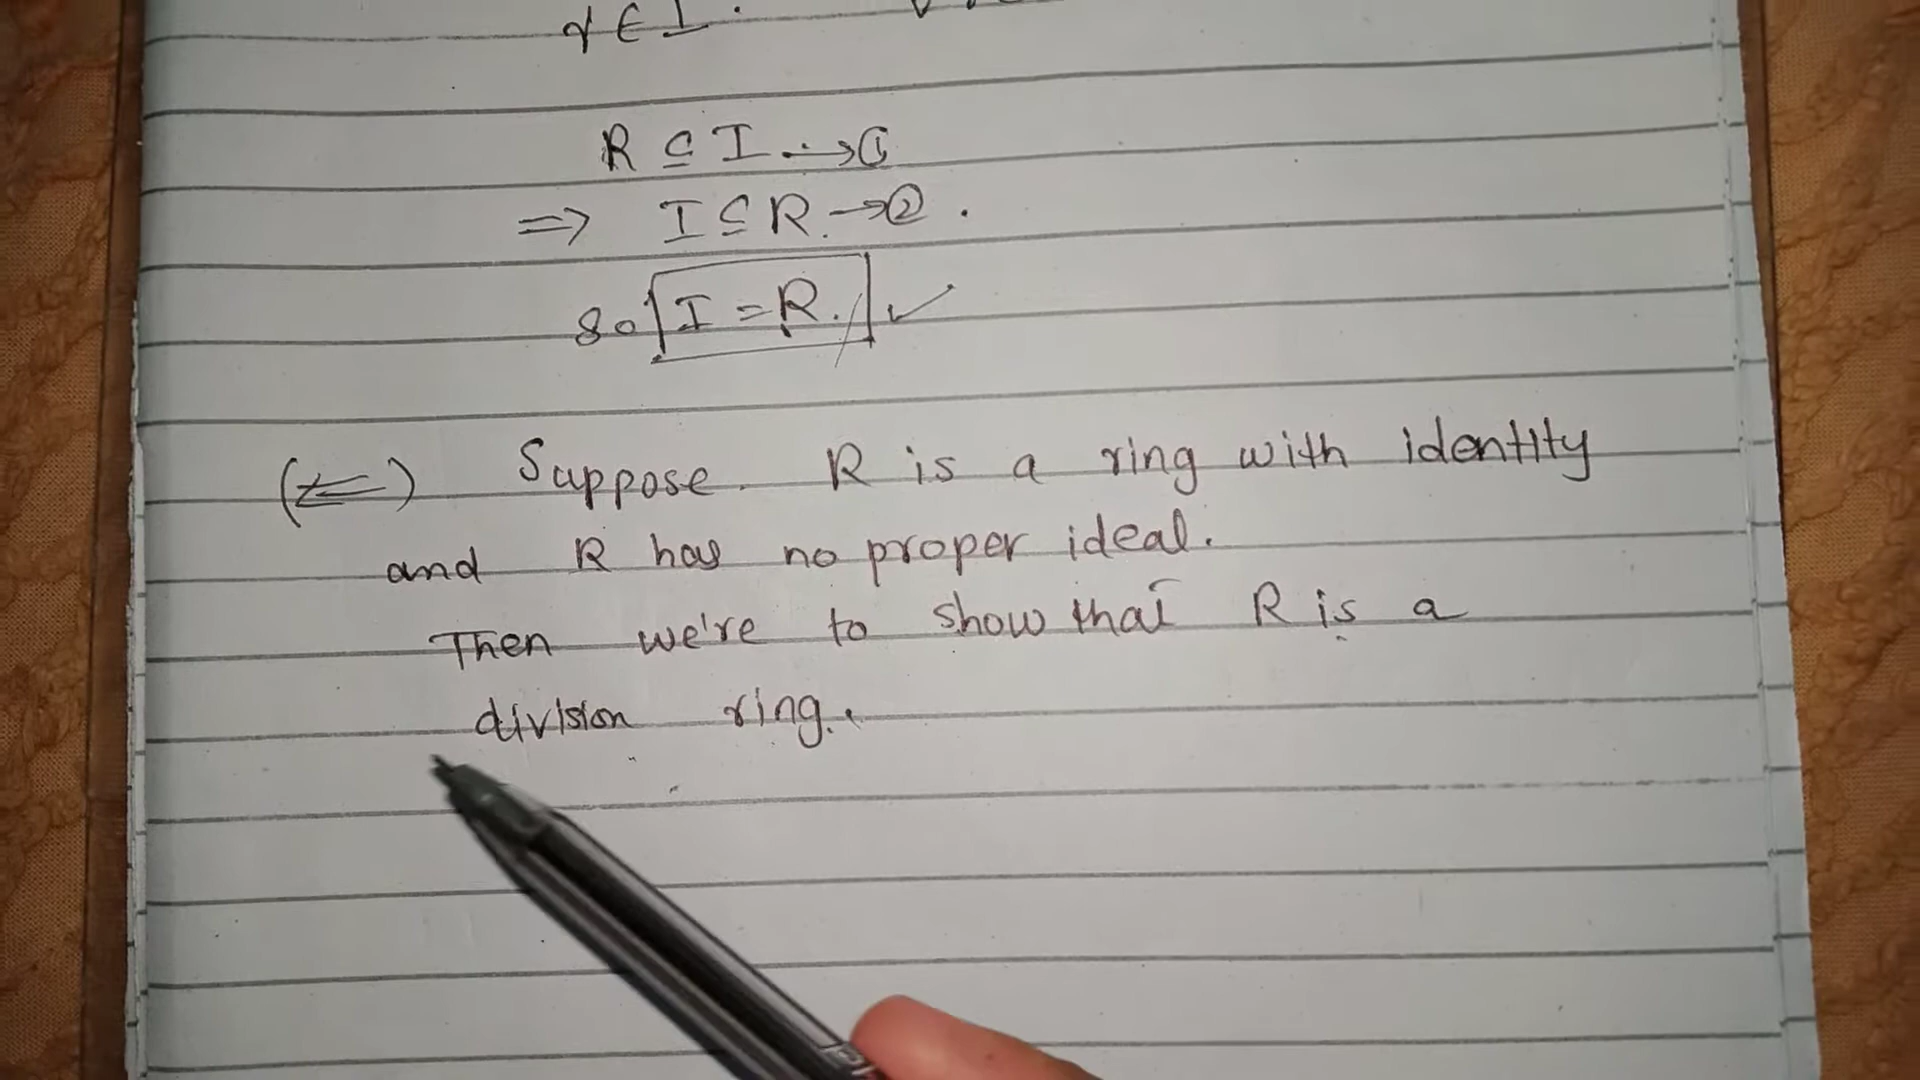 r ∈ I.
R ⊆ I → ①
⇒ I ⊆ R. → ② .
So I = R. ✓
(⇐) Suppose. R is a ring with identity
and R has no proper ideal.
Then we're to show that R is a
division ring.